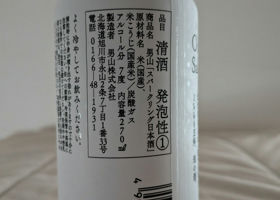 品目 清酒 発泡性①
商品名 男山「スパークリング日本酒」
原材料名 米（国産）、
米こうじ（国産米）/炭酸ガス
アルコール分 7度 内容量270㎖
製造者 男山株式会社
北海道旭川市永山2条7丁目1番33号
電話 0166-48-1931
よく冷やしてお飲みください。
49